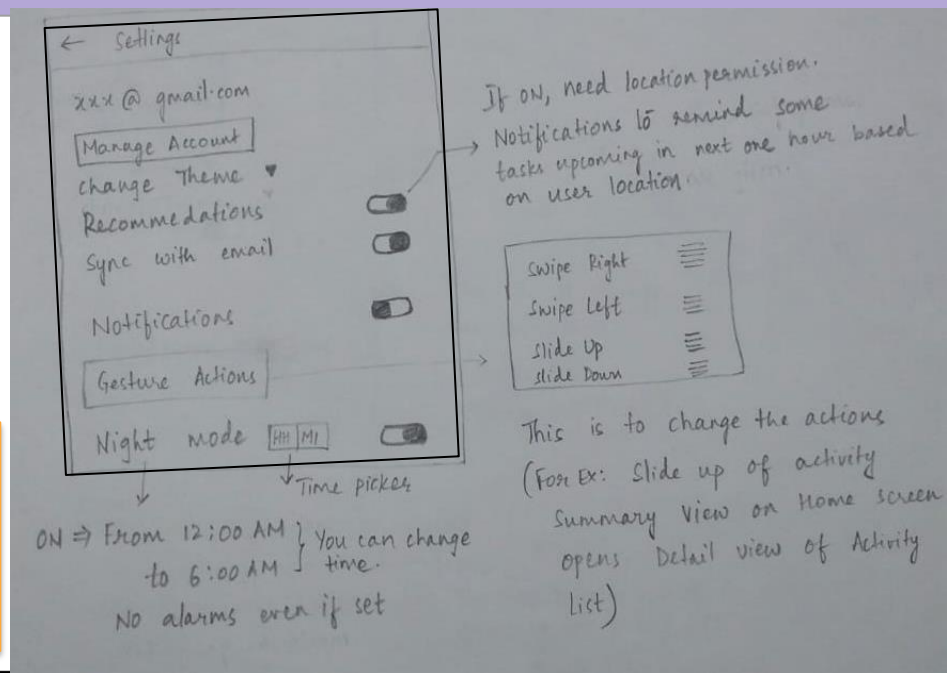 ← Settings
xxx @ gmail.com
Manage Account
change Theme ▼
Recommedations
Sync with email
Notifications
Gesture Actions
Night mode HH MI
Time picker
ON ⇒ From 12:00 AM } You can change
to 6:00 AM } time.
No alarms even if set
If ON, need location permission.
→ Notifications to remind some
tasks upcoming in next one hour based
on user location
Swipe Right
Swipe Left
Slide Up
slide Down
This is to change the actions
(For Ex: Slide up of activity
Summary view on Home screen
opens Detail view of Activity
List)